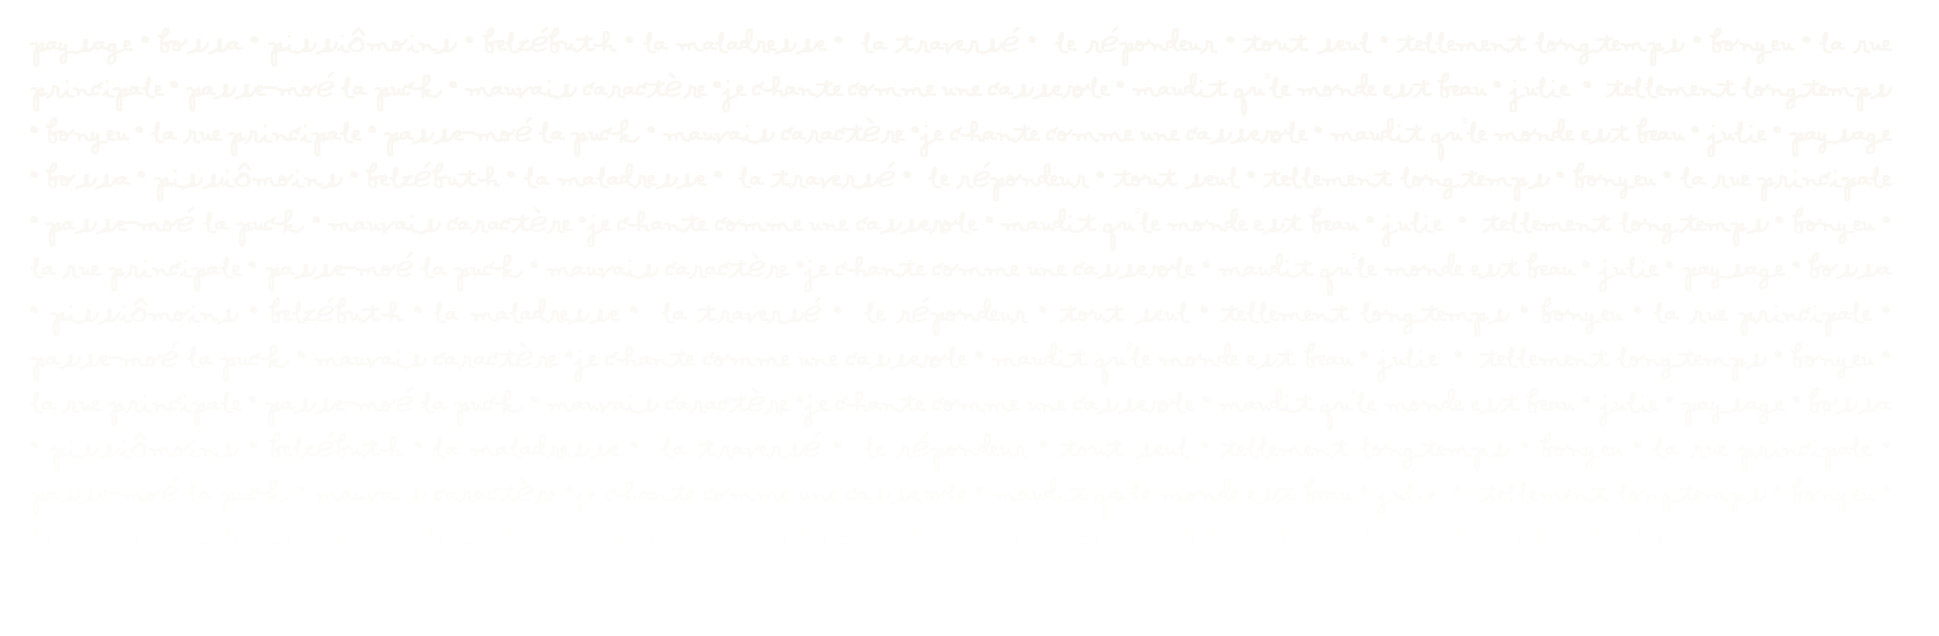 paysage * bossa * pissiômoins * belzébuth * la maladresse * la traversé * le répondeur * tout seul * tellement longtemps * bonyeu * la rue
principale * passe-moé la puck * mauvais caractère *je chante comme une casserole * maudit qu'le monde est beau * julie * tellement longtemps
* bonyeu * la rue principale * passe-moé la puck * mauvais caractère *je chante comme une casserole * maudit qu'le monde est beau * julie * paysage
* bossa * pissiômoins * belzébuth * la maladresse * la traversé * le répondeur * tout seul * tellement longtemps * bonyeu * la rue principale
* passe-moé la puck * mauvais caractère *je chante comme une casserole * maudit qu'le monde est beau * julie * tellement longtemps * bonyeu *
la rue principale * passe-moé la puck * mauvais caractère *je chante comme une casserole * maudit qu'le monde est beau * julie * paysage * bossa
* pissiômoins * belzébuth * la maladresse * la traversé * le répondeur * tout seul * tellement longtemps * bonyeu * la rue principale *
passe-moé la puck * mauvais caractère *je chante comme une casserole * maudit qu'le monde est beau * julie * tellement longtemps * bonyeu *
la rue principale * passe-moé la puck * mauvais caractère *je chante comme une casserole * maudit qu'le monde est beau * julie * paysage * bossa
* pissiômoins * belzébuth * la maladresse * la traversé * le répondeur * tout seul * tellement longtemps * bonyeu * la rue principale *
passe-moé la puck * mauvais caractère *je chante comme une casserole * maudit qu'le monde est beau * julie * tellement longtemps * bonyeu *